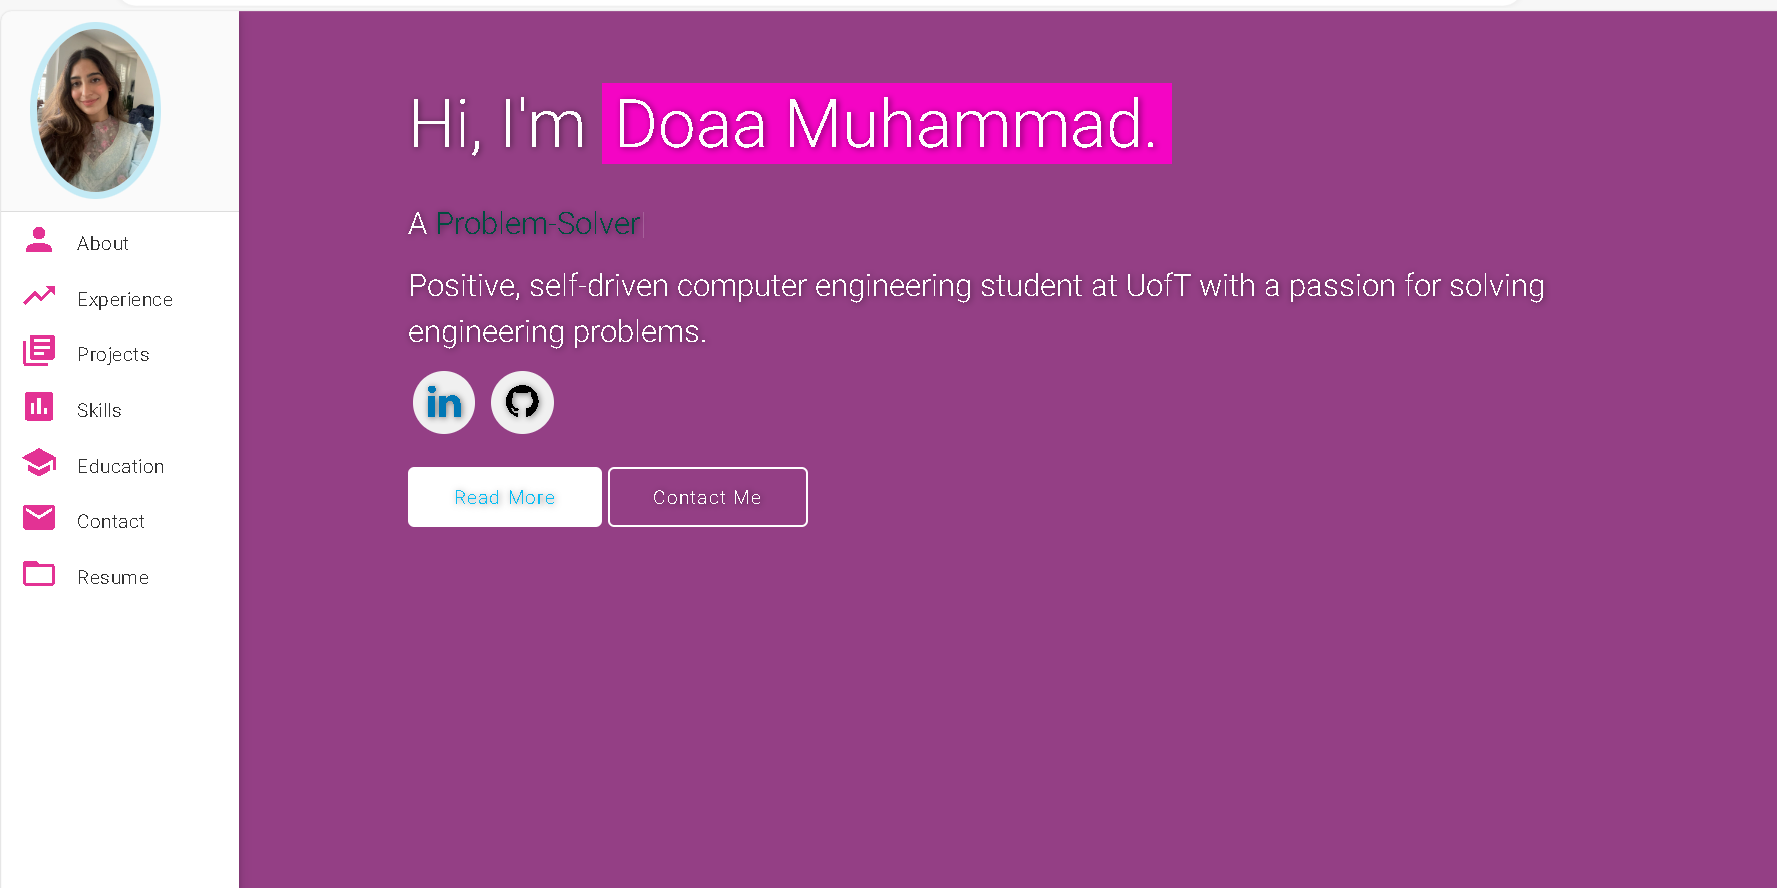 About
Experience
Projects
Skills
Education
Contact
Resume
Hi, I'm Doaa Muhammad.
A Problem-Solver
Positive, self-driven computer engineering student at UofT with a passion for solving
engineering problems.
in
Read More
Contact Me